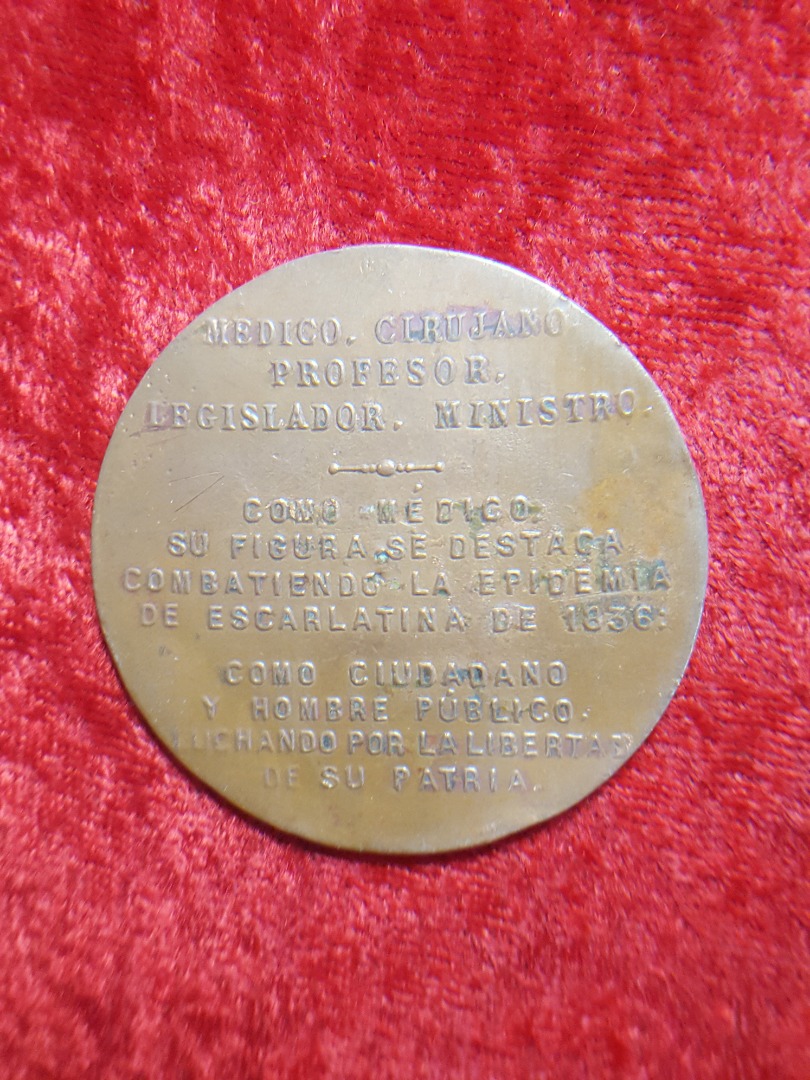 MEDICO. CIRUJANO
PROFESOR.
LEGISLADOR. MINISTRO.
COMO MÉDICO.
SU FIGURA SE DESTACA
COMBATIENDO LA EPIDEMIA
DE ESCARLATINA DE 1836:
COMO CIUDADANO
Y HOMBRE PÚBLICO.
LUCHANDO POR LA LIBERTAD
DE SU PATRIA.